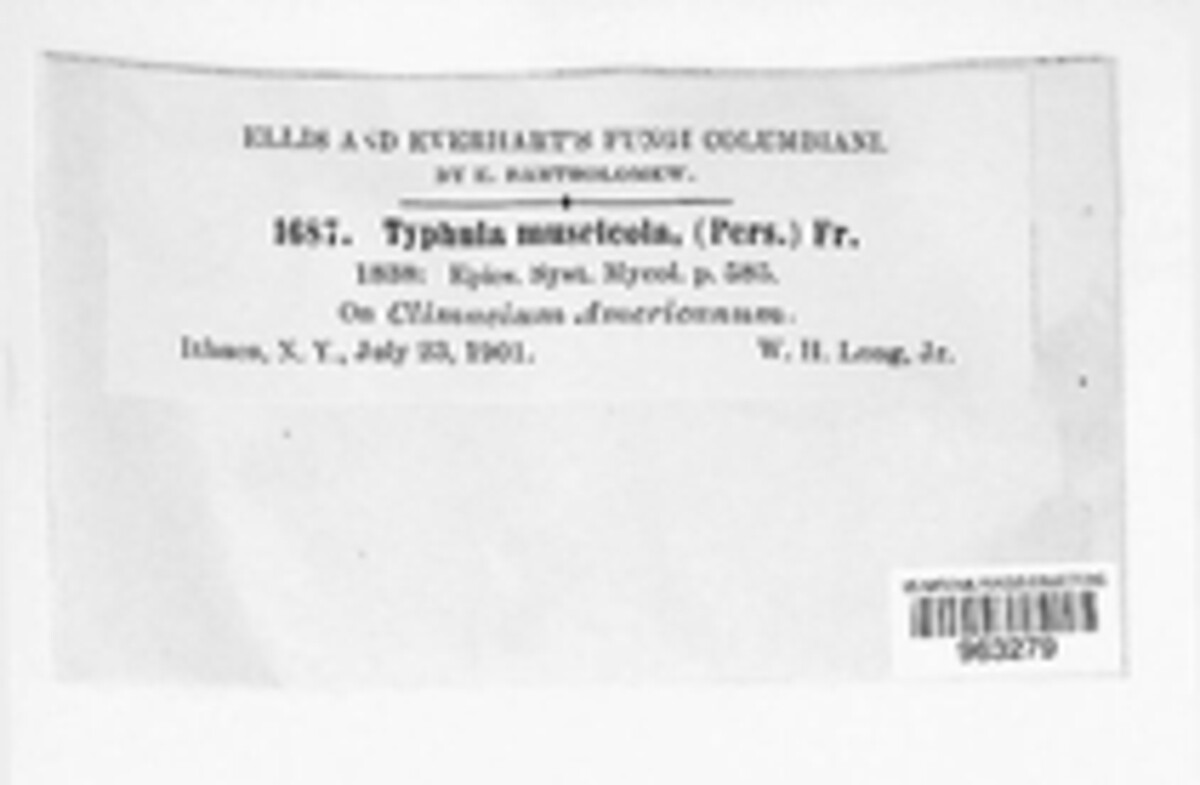 ELLIS AND EVERHART'S FUNGI COLUMBIANI.
BY E. BARTHOLOMEW.
1687. Typhula muscicola, (Pers.) Fr.
1838: Epicr. Syst. Mycol. p. 585.
On Climacium Americanum.
Ithaca, N. Y., July 23, 1901. W. H. Long, Jr.
963279